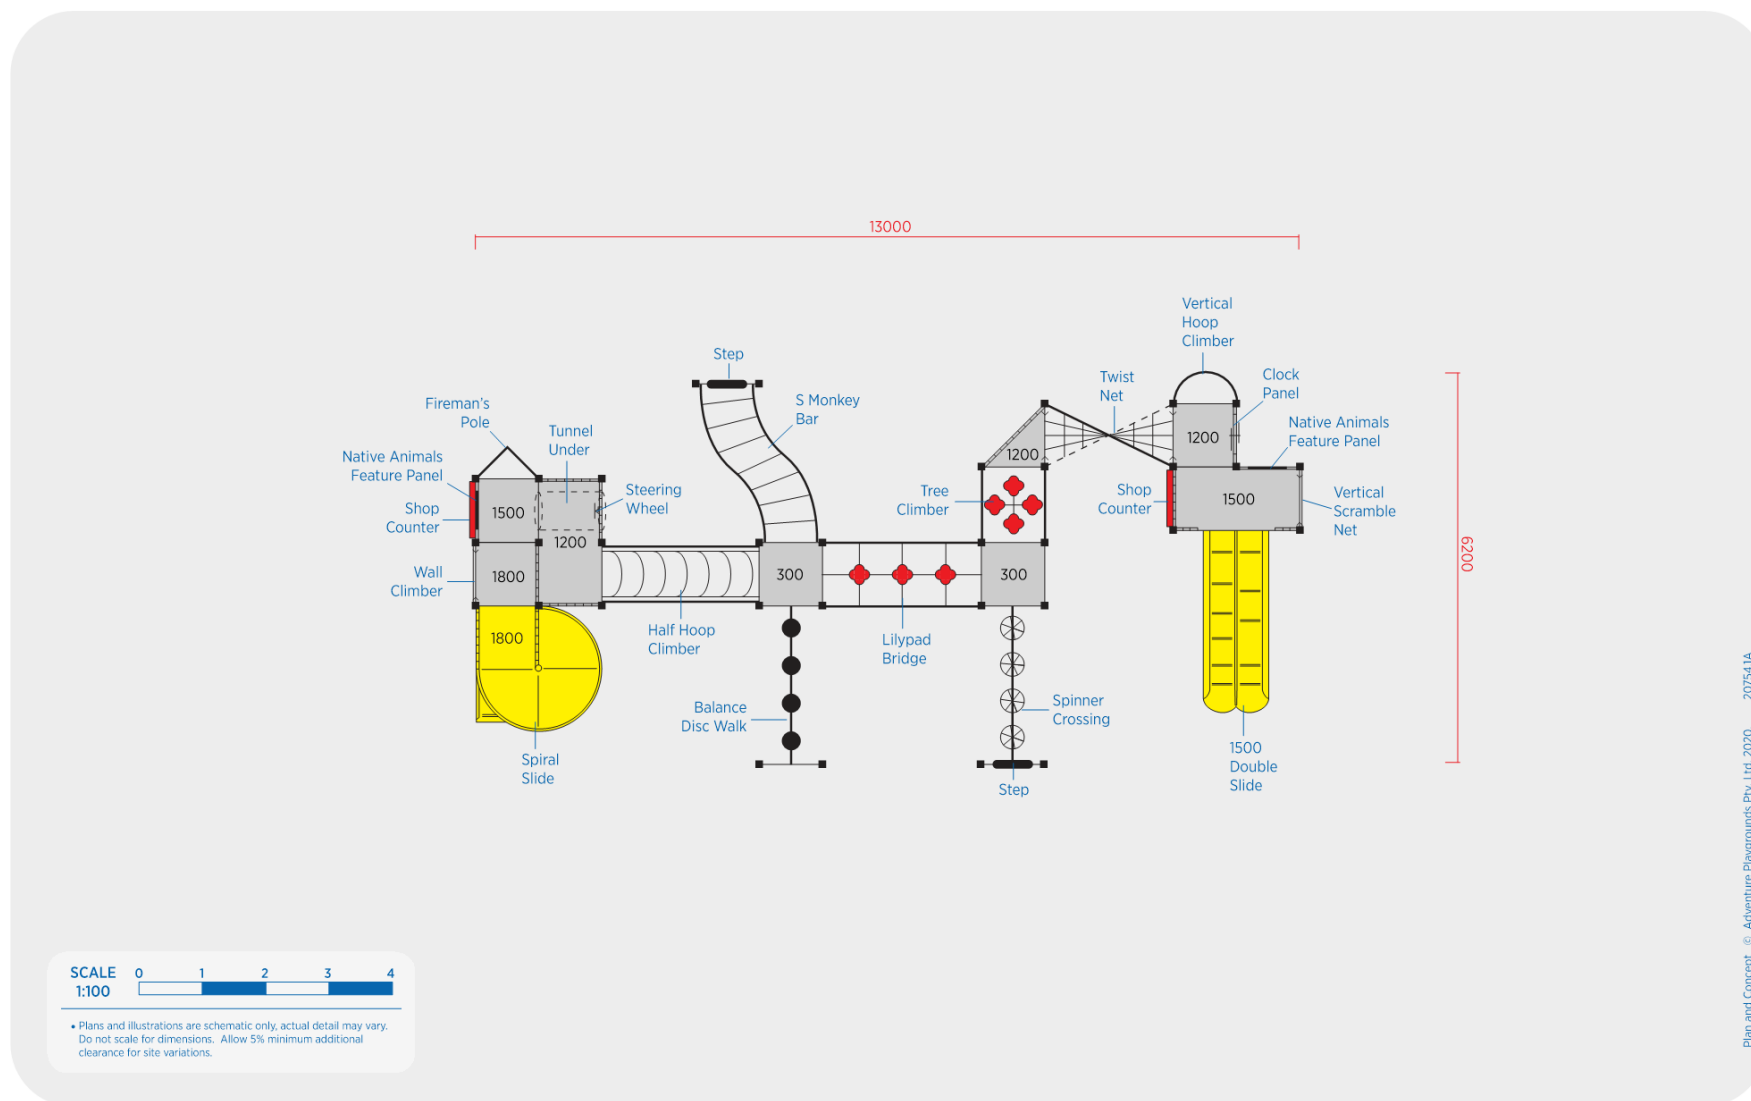 13000
Vertical
Hoop
Climber
Step
Twist
Net
Clock
Panel
S Monkey
Bar
Fireman's
Pole
Tunnel
Under
Native Animals
Feature Panel
1200
1200
Native Animals
Feature Panel
Steering
Wheel
Tree
Climber
Shop
Counter
1500
Vertical
Scramble
Net
Shop
Counter
1500
1200
6200
Wall
Climber
1800
300
300
1800
Half Hoop
Climber
Lilypad
Bridge
Balance
Disc Walk
Spinner
Crossing
Spiral
Slide
1500
Double
Slide
Step
Plan and Concept © Adventure Playgrounds Pty. Ltd. 2020 20754.1A
SCALE 0 1 2 3 4
1:100
• Plans and illustrations are schematic only, actual detail may vary.
Do not scale for dimensions. Allow 5% minimum additional
clearance for site variations.